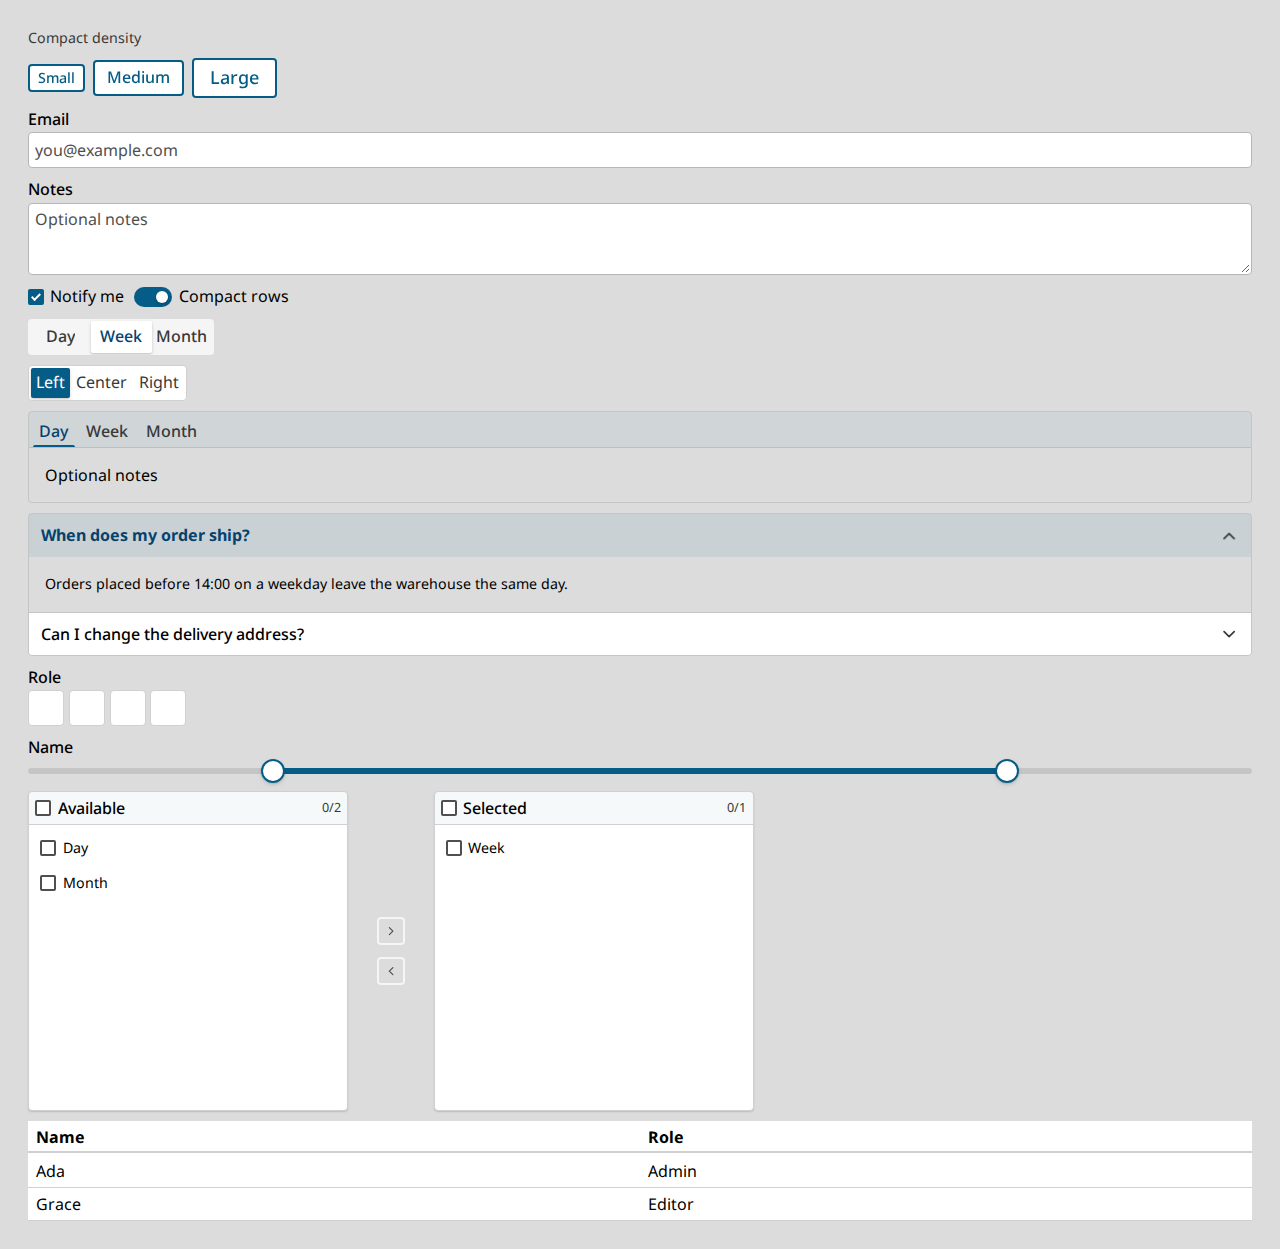 Compact density
Small Medium Large
Email
you@example.com
Notes
Optional notes
Notify me Compact rows
Day Week Month
Left Center Right
Day Week Month
Optional notes
When does my order ship?
Orders placed before 14:00 on a weekday leave the warehouse the same day.
Can I change the delivery address?
Role
Name
Available 0/2
Day
Month
Selected 0/1
Week
Name Role
Ada Admin
Grace Editor